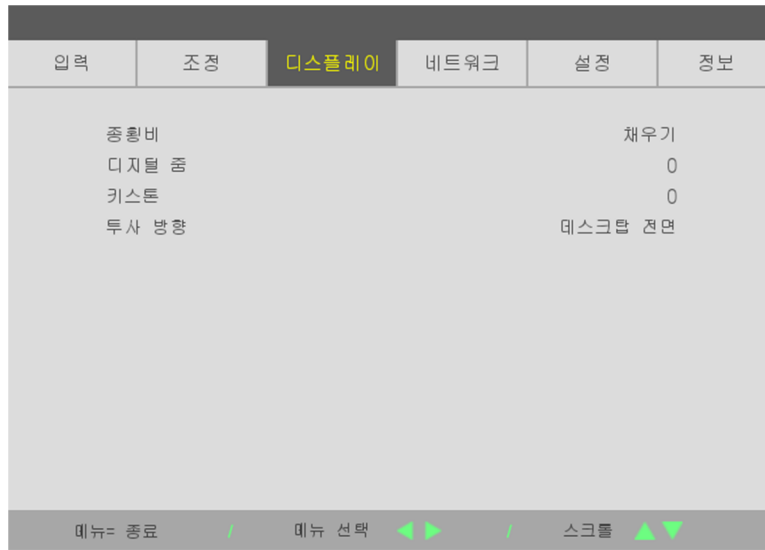 입력 조정 디스플레이 네트워크 설정 정보
종횡비 채우기
디지털 줌 0
키스톤 0
투사 방향 데스크탑 전면
메뉴= 종료 / 메뉴 선택 ◀ ▶ / 스크롤 ▲ ▼